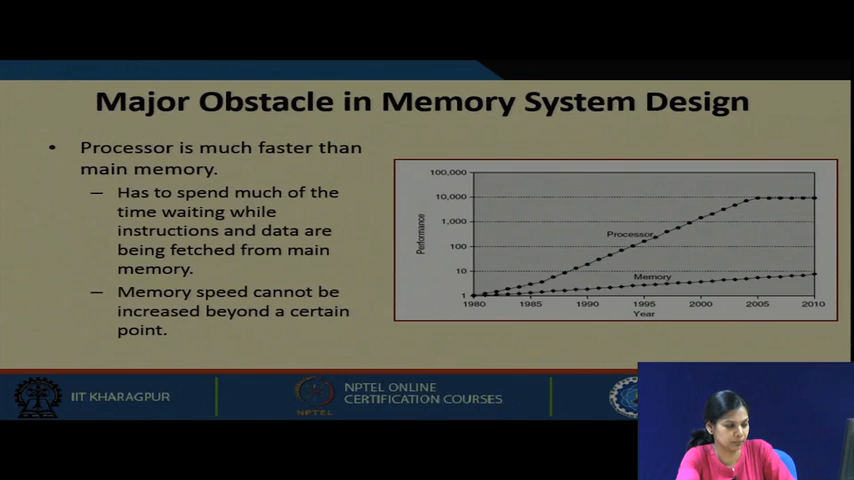 Major Obstacle in Memory System Design
• Processor is much faster than
main memory.
– Has to spend much of the
time waiting while
instructions and data are
being fetched from main
memory.
– Memory speed cannot be
increased beyond a certain
point.
100,000
10,000
1,000
100
10
1
Performance
Processor
Memory
1980 1985 1990 1995 2000 2005 2010
Year
IIT KHARAGPUR
NPTEL
NPTEL ONLINE
CERTIFICATION COURSES